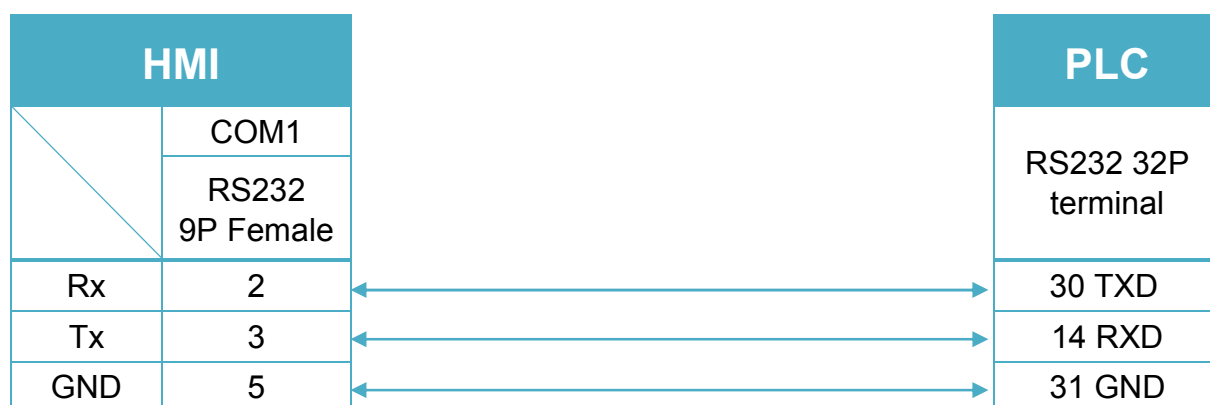 HMI PLC
COM1
RS232
9P Female
RS232 32P
terminal
Rx 2 30 TXD
Tx 3 14 RXD
GND 5 31 GND